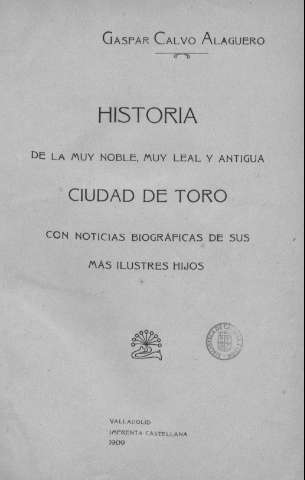 GASPAR CALVO ALAGUERO
HISTORIA
DE LA MUY NOBLE, MUY LEAL Y ANTIGUA
CIUDAD DE TORO
CON NOTICIAS BIOGRÁFICAS DE SUS
MÁS ILUSTRES HIJOS
VALLADOLID
IMPRENTA CASTELLANA
1909